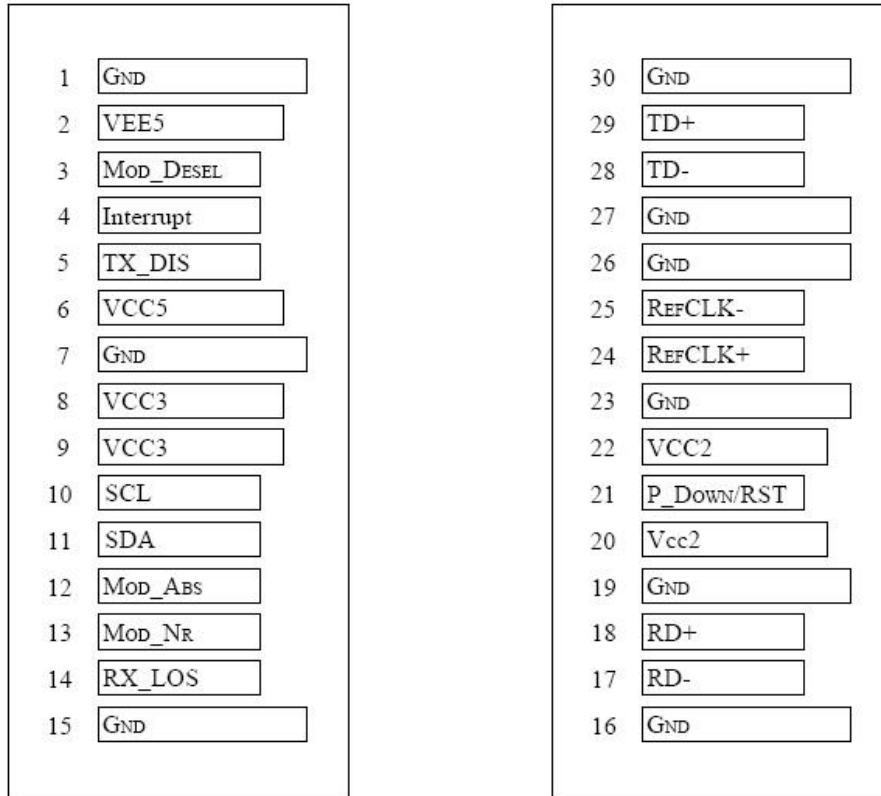 1 GND
2 VEE5
3 MOD_DESEL
4 Interrupt
5 TX_DIS
6 VCC5
7 GND
8 VCC3
9 VCC3
10 SCL
11 SDA
12 MOD_ABS
13 MOD_NR
14 RX_LOS
15 GND
30 GND
29 TD+
28 TD-
27 GND
26 GND
25 REFCLK-
24 REFCLK+
23 GND
22 VCC2
21 P_DOWN/RST
20 Vcc2
19 GND
18 RD+
17 RD-
16 GND